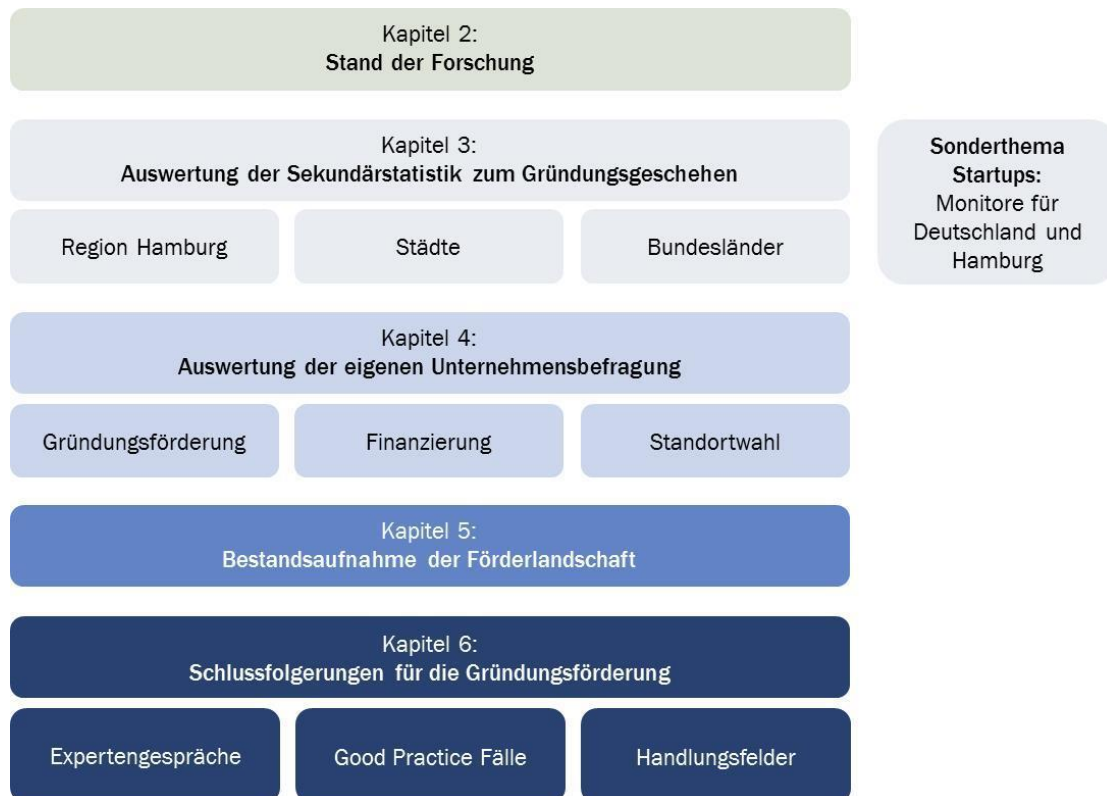 Kapitel 2:
Stand der Forschung
Kapitel 3:
Auswertung der Sekundärstatistik zum Gründungsgeschehen
Region Hamburg
Städte
Bundesländer
Sonderthema
Startups:
Monitore für
Deutschland und
Hamburg
Kapitel 4:
Auswertung der eigenen Unternehmensbefragung
Gründungsförderung
Finanzierung
Standortwahl
Kapitel 5:
Bestandsaufnahme der Förderlandschaft
Kapitel 6:
Schlussfolgerungen für die Gründungsförderung
Expertengespräche
Good Practice Fälle
Handlungsfelder